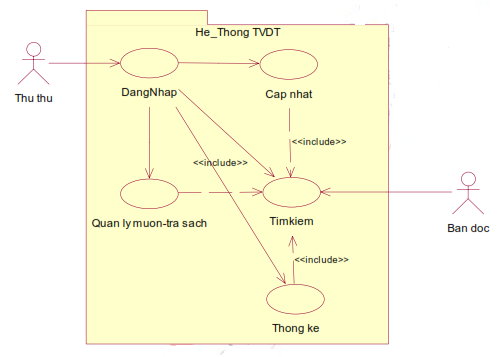 He_Thong TVDT
Thu thu
DangNhap
Cap nhat
<<include>>
<<include>>
Quan ly muon-tra sach
Timkiem
Ban doc
<<include>>
Thong ke